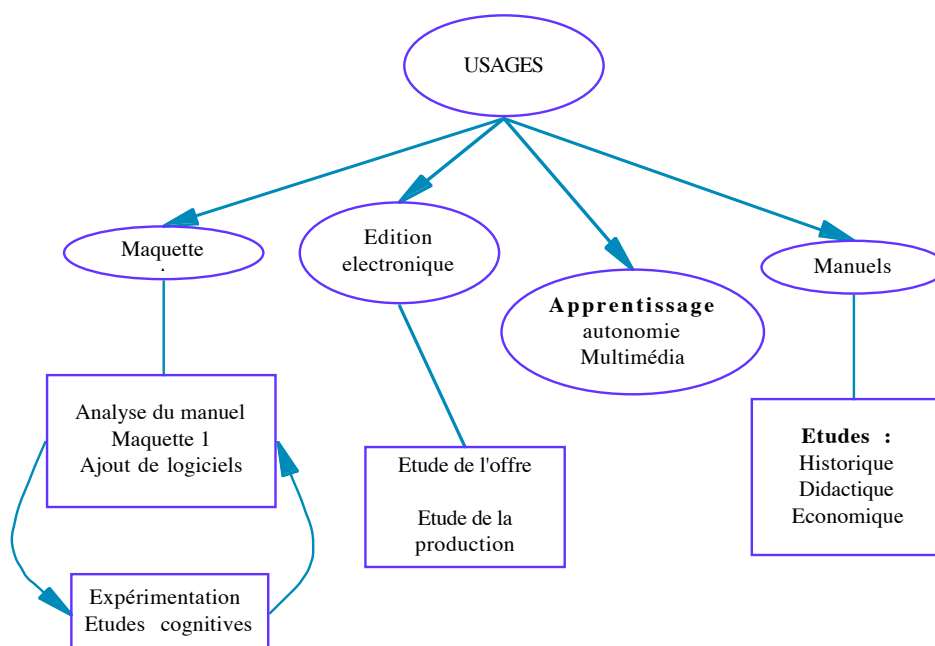 USAGES
Maquette
Edition
electronique
Apprentissage
autonomie
Multimédia
Manuels
Analyse du manuel
Maquette 1
Ajout de logiciels
Etude de l'offre
Etude de la
production
Etudes :
Historique
Didactique
Economique
Expérimentation
Etudes cognitives